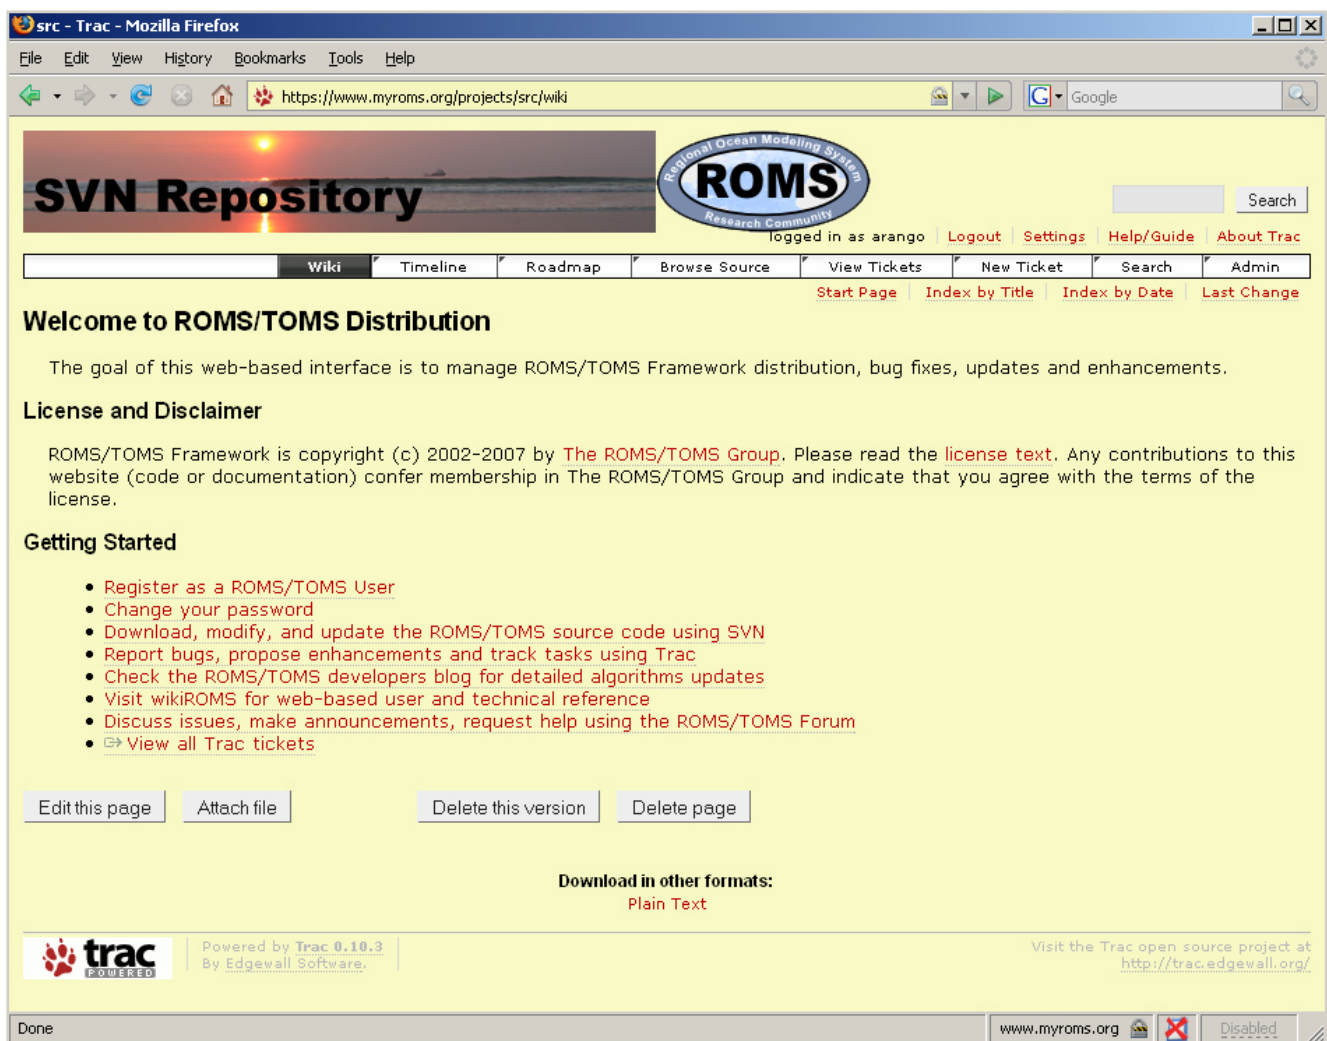 src - Trac - Mozilla Firefox
File Edit View History Bookmarks Tools Help
https://www.myroms.org/projects/src/wiki
G Google
SVN Repository
Regional Ocean Modeling System
ROMS
Research Community
Search
logged in as arango Logout Settings Help/Guide About Trac
Wiki Timeline Roadmap Browse Source View Tickets New Ticket Search Admin
Start Page Index by Title Index by Date Last Change
Welcome to ROMS/TOMS Distribution
The goal of this web-based interface is to manage ROMS/TOMS Framework distribution, bug fixes, updates and enhancements.
License and Disclaimer
ROMS/TOMS Framework is copyright (c) 2002-2007 by The ROMS/TOMS Group. Please read the license text. Any contributions to this
website (code or documentation) confer membership in The ROMS/TOMS Group and indicate that you agree with the terms of the
license.
Getting Started
• Register as a ROMS/TOMS User
• Change your password
• Download, modify, and update the ROMS/TOMS source code using SVN
• Report bugs, propose enhancements and track tasks using Trac
• Check the ROMS/TOMS developers blog for detailed algorithms updates
• Visit wikiROMS for web-based user and technical reference
• Discuss issues, make announcements, request help using the ROMS/TOMS Forum
• View all Trac tickets
Edit this page Attach file Delete this version Delete page
Download in other formats:
Plain Text
trac
POWERED
Powered by Trac 0.10.3
By Edgewall Software.
Visit the Trac open source project at
http://trac.edgewall.org/
Done www.myroms.org Disabled